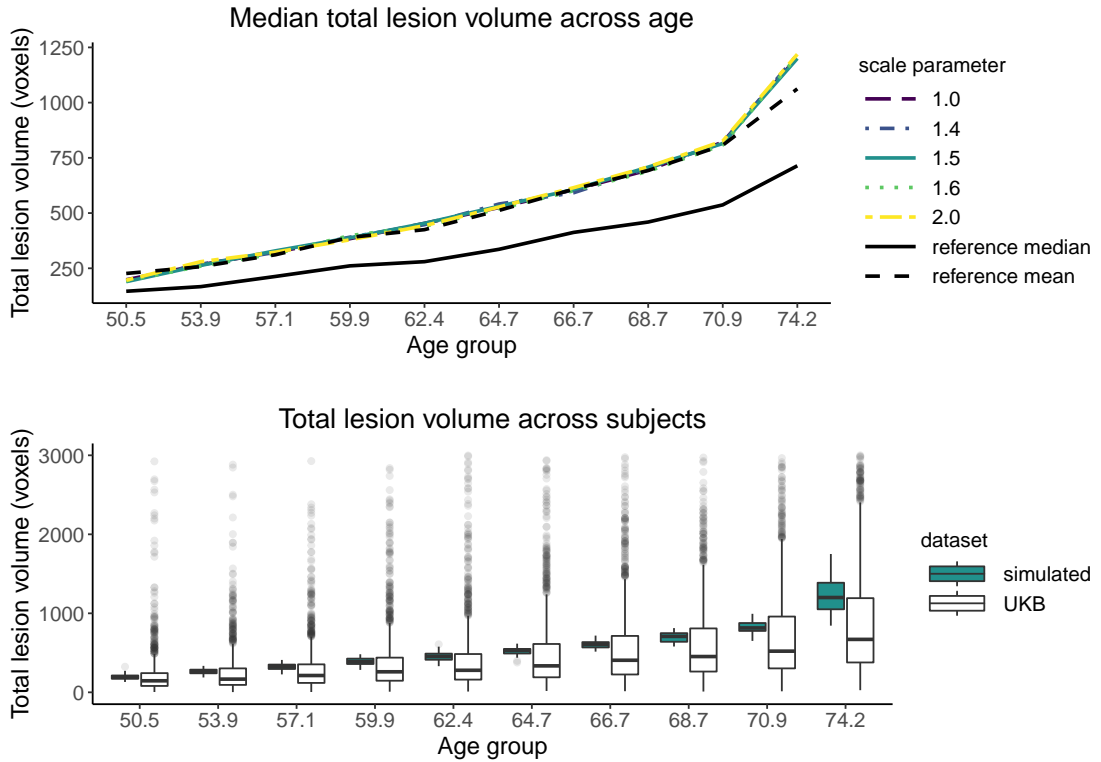 Median total lesion volume across age
Total lesion volume (voxels)
1250
1000
750
500
250
50.5 53.9 57.1 59.9 62.4 64.7 66.7 68.7 70.9 74.2
Age group
scale parameter
1.0
1.4
1.5
1.6
2.0
reference median
reference mean
Total lesion volume across subjects
Total lesion volume (voxels)
3000
2000
1000
0
50.5 53.9 57.1 59.9 62.4 64.7 66.7 68.7 70.9 74.2
Age group
dataset
simulated
UKB